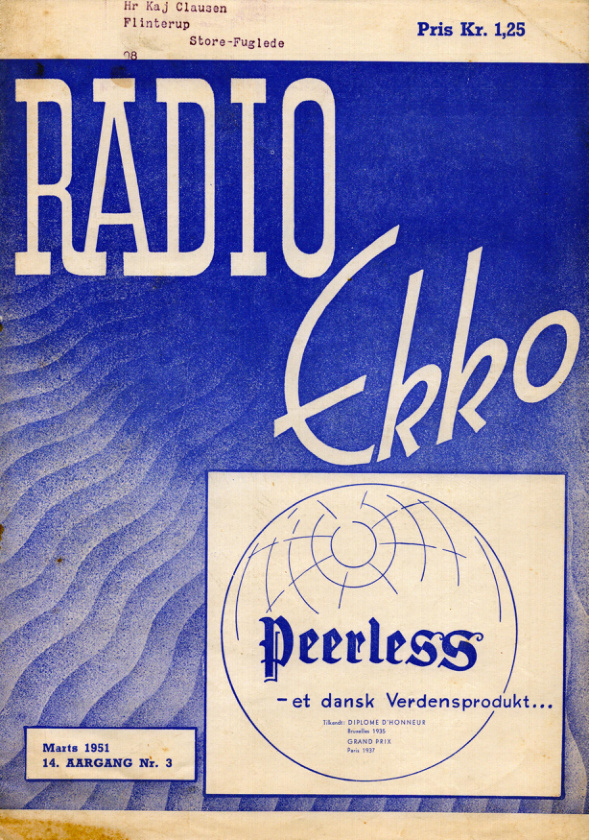 Hr Kaj Clausen
Flinterup
Store-Fuglede
98
Pris Kr. 1,25
RADIO
Ekko
Peerless
- et dansk Verdensprodukt...
Tilkendt: DIPLOME D'HONNEUR
Bruxelles 1935
GRAND PRIX
Paris 1937
Marts 1951
14. AARGANG Nr. 3